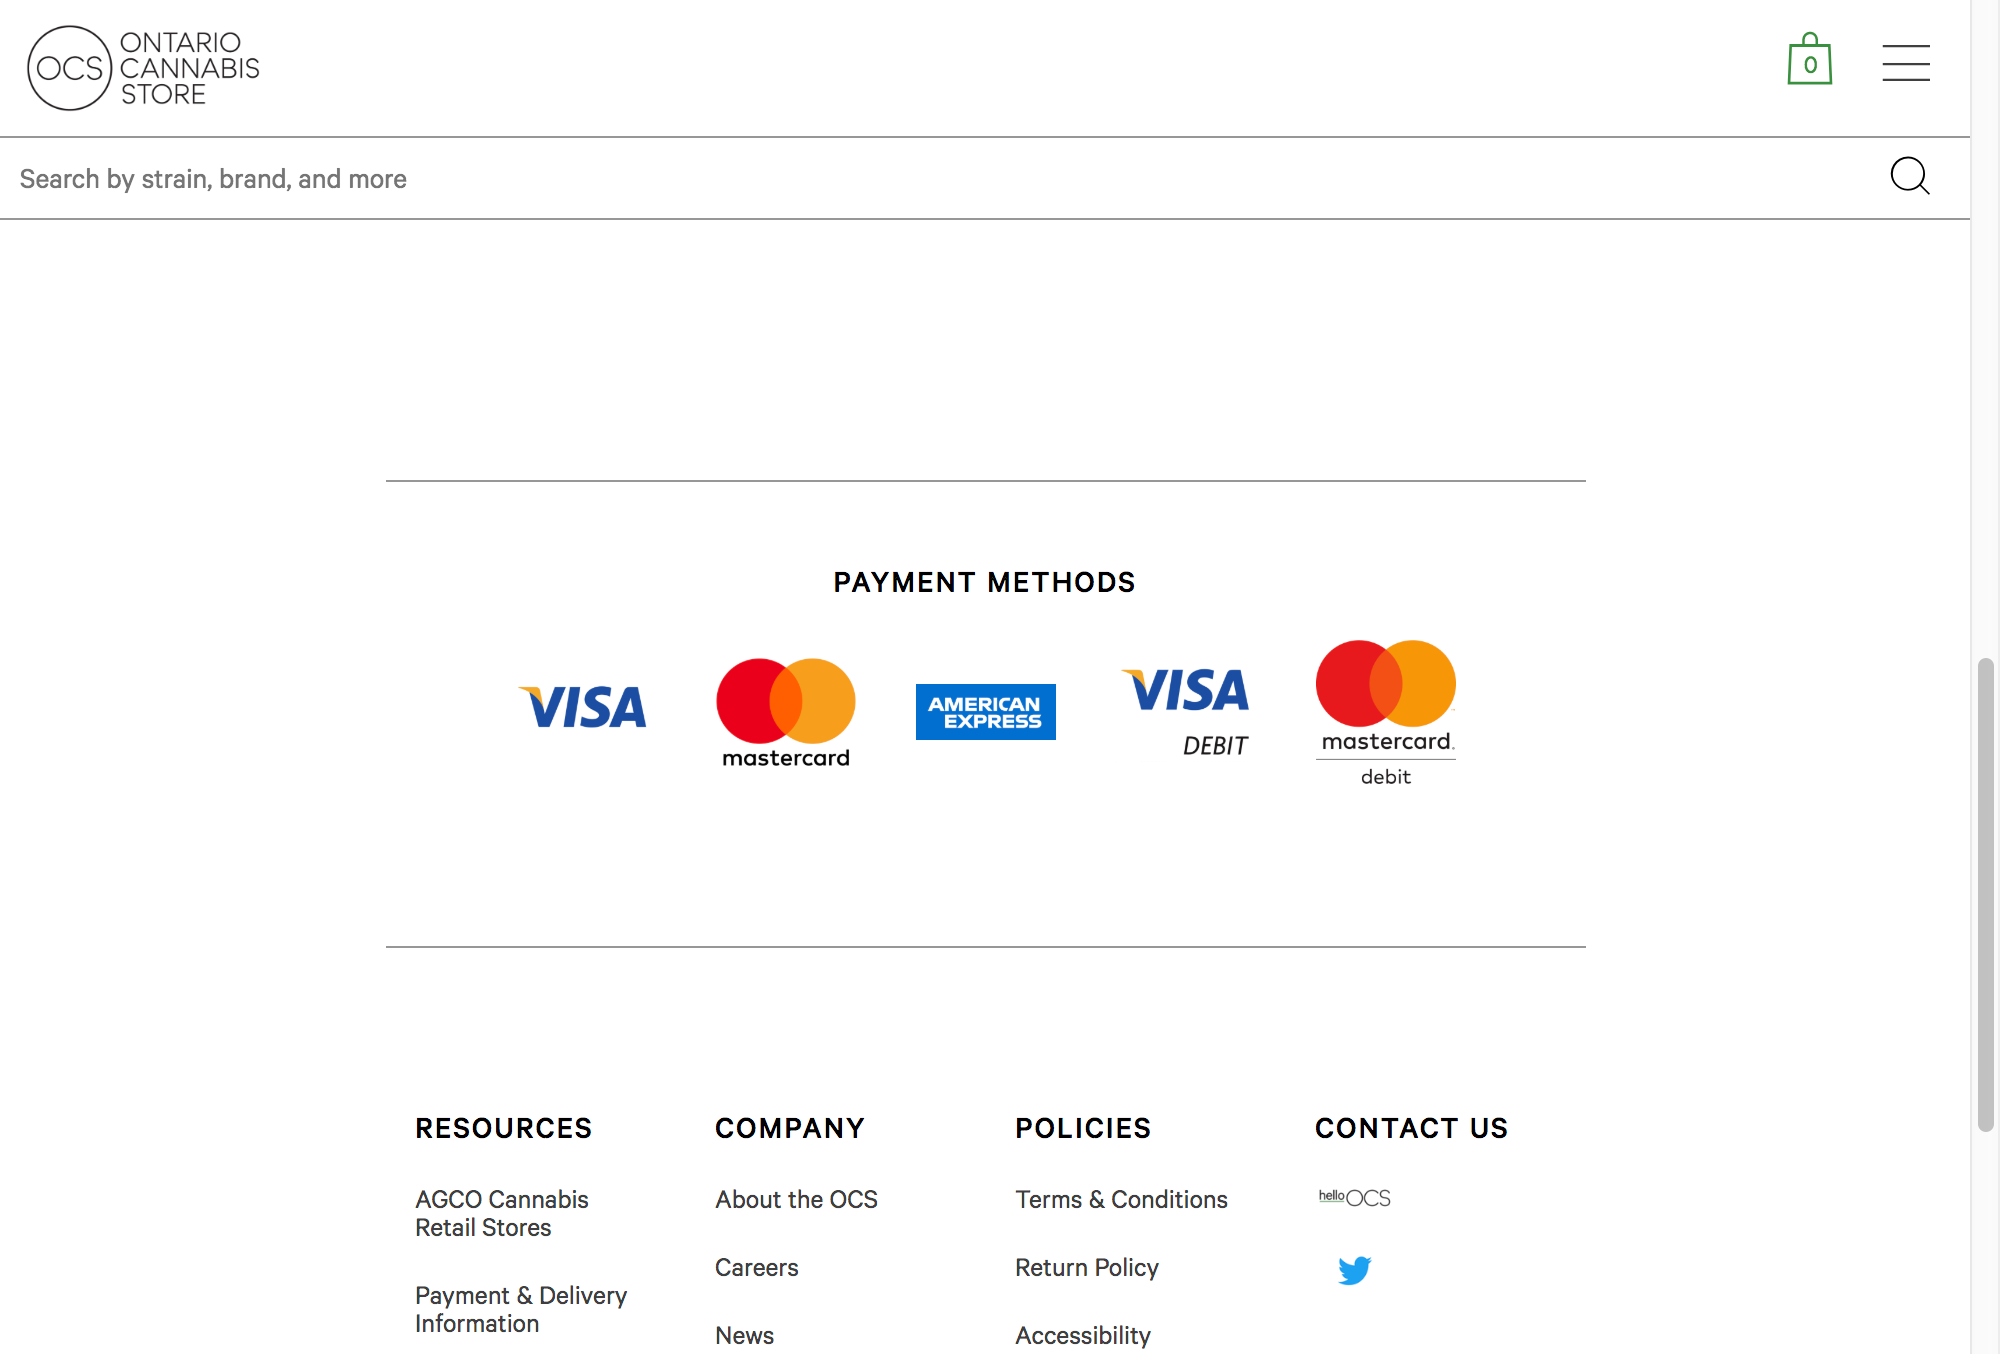 OCS
ONTARIO
CANNABIS
STORE
0
Search by strain, brand, and more
PAYMENT METHODS
VISA
mastercard
AMERICAN
EXPRESS
VISA
DEBIT
mastercard.
debit
RESOURCES
AGCO Cannabis
Retail Stores
Payment & Delivery
Information
COMPANY
About the OCS
Careers
News
POLICIES
Terms & Conditions
Return Policy
Accessibility
CONTACT US
hello OCS